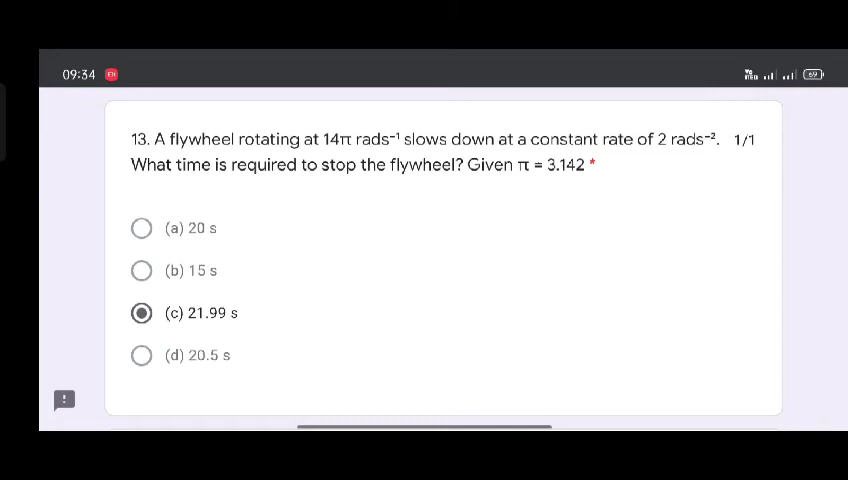 09:34
69
13. A flywheel rotating at 14π rads⁻¹ slows down at a constant rate of 2 rads⁻². 1/1
What time is required to stop the flywheel? Given π = 3.142 *
(a) 20 s
(b) 15 s
(c) 21.99 s
(d) 20.5 s
!